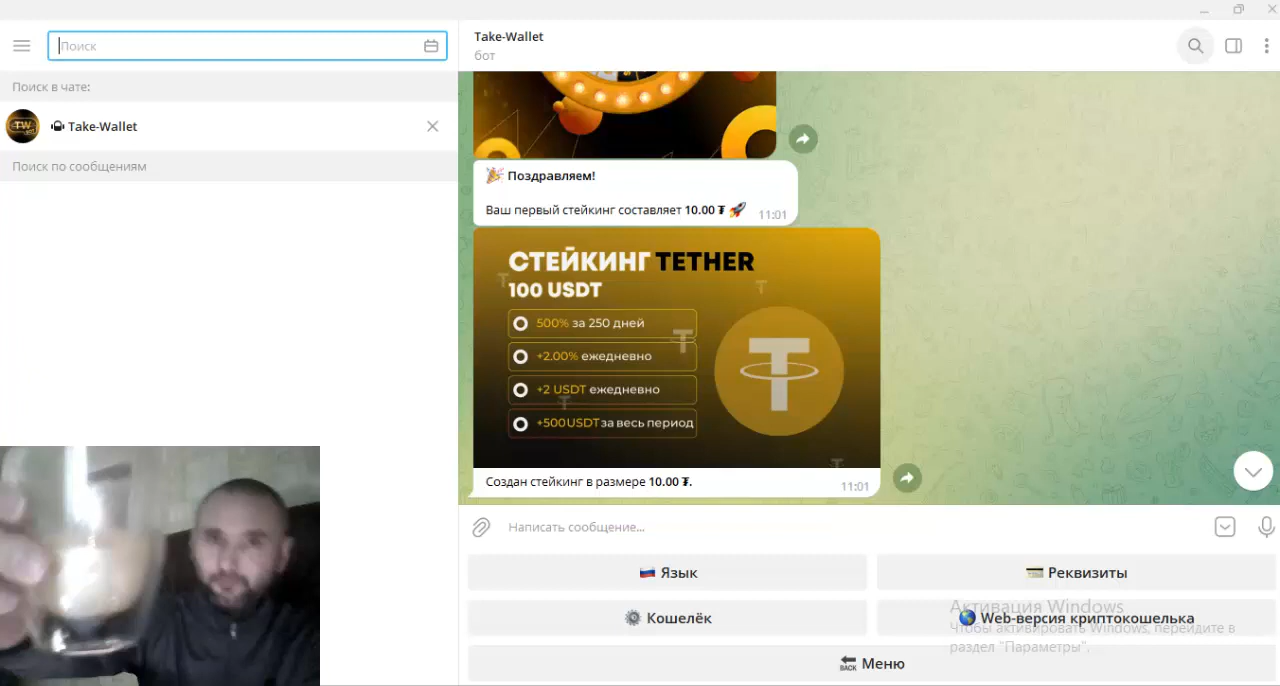 Поиск
Поиск в чате:
TW
Take-Wallet
Поиск по сообщениям
Take-Wallet
бот
🎉 Поздравляем!
Ваш первый стейкинг составляет 10.00 ₮ 🚀
11:01
СТЕЙКИНГ TETHER
100 USDT
500% за 250 дней
+2.00% ежедневно
+2 USDT ежедневно
+500USDT за весь период
Создан стейкинг в размере 10.00 ₮.
11:01
Написать сообщение...
Язык
Реквизиты
Кошелёк
Web-версия криптокошелька
BACK Меню
Активация Windows
Чтобы активировать Windows, перейдите в
раздел "Параметры".